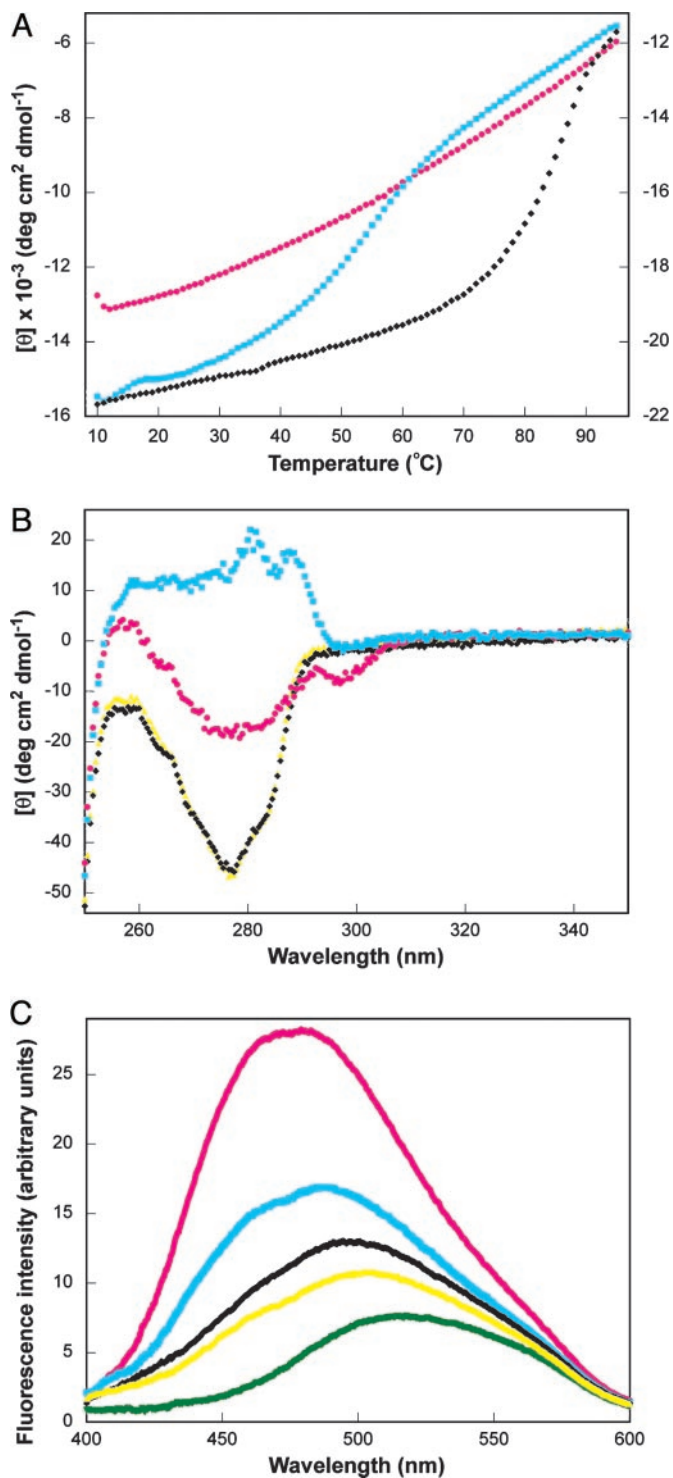 A
-6
-8
-10
-12
-14
-16
-12
-14
-16
-18
-20
-22
10 20 30 40 50 60 70 80 90
Temperature (°C)
[θ] x 10⁻³ (deg cm² dmol⁻¹)
B
20
10
0
-10
-20
-30
-40
-50
260 280 300 320 340
Wavelength (nm)
[θ] (deg cm² dmol⁻¹)
C
25
20
15
10
5
0
400 450 500 550 600
Wavelength (nm)
Fluorescence intensity (arbitrary units)